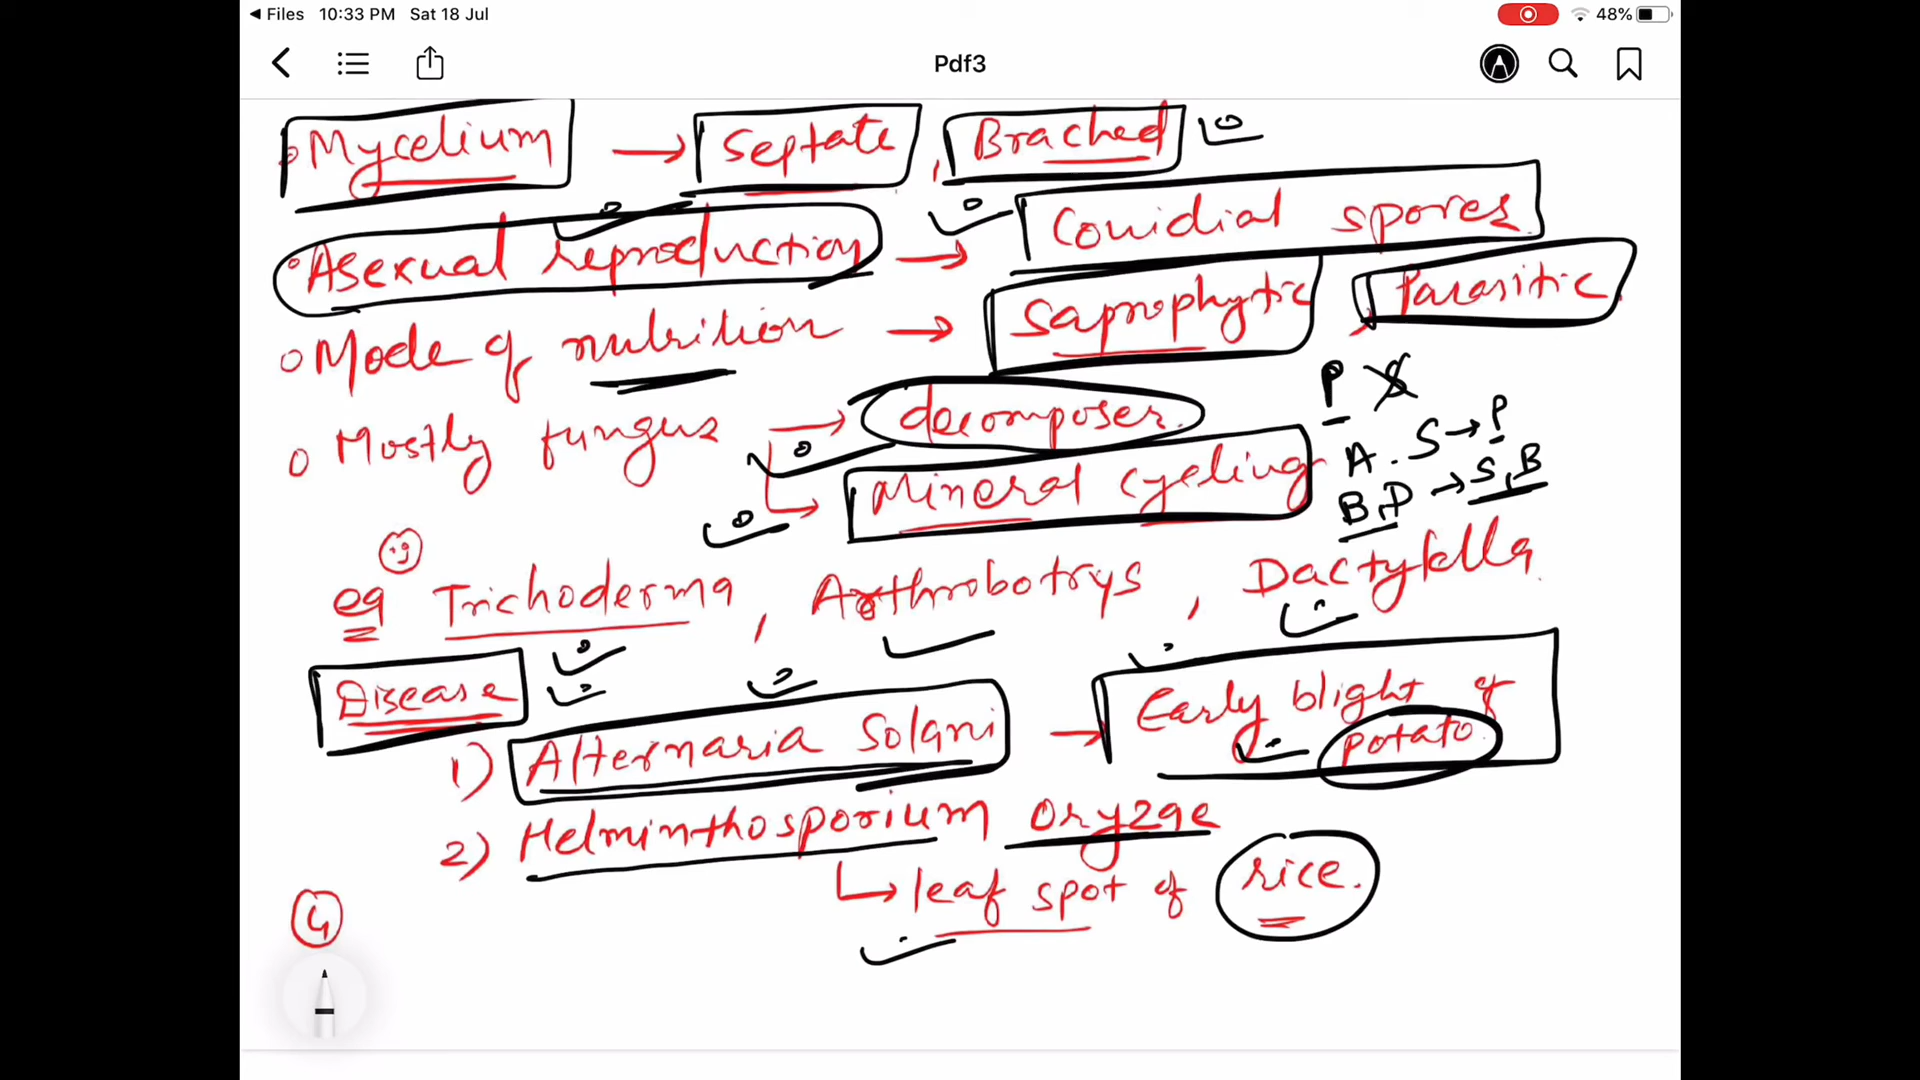 Files 10:33 PM Sat 18 Jul 48%
Pdf3
Mycelium → Septate, Brached
Asexual reproduction → Conidial spores
Mode of nutrition → Saprophytic, Parasitic
P S
Mostly fungus → decomposer.
A. S → P
→ Mineral cycling
B, D → S, B
eg Trichoderma, Arthrobotrys, Dactylella
Disease
1) Alternaria Solani → Early blight of potato.
2) Helminthosporium oryzae
↳ leaf spot of rice.